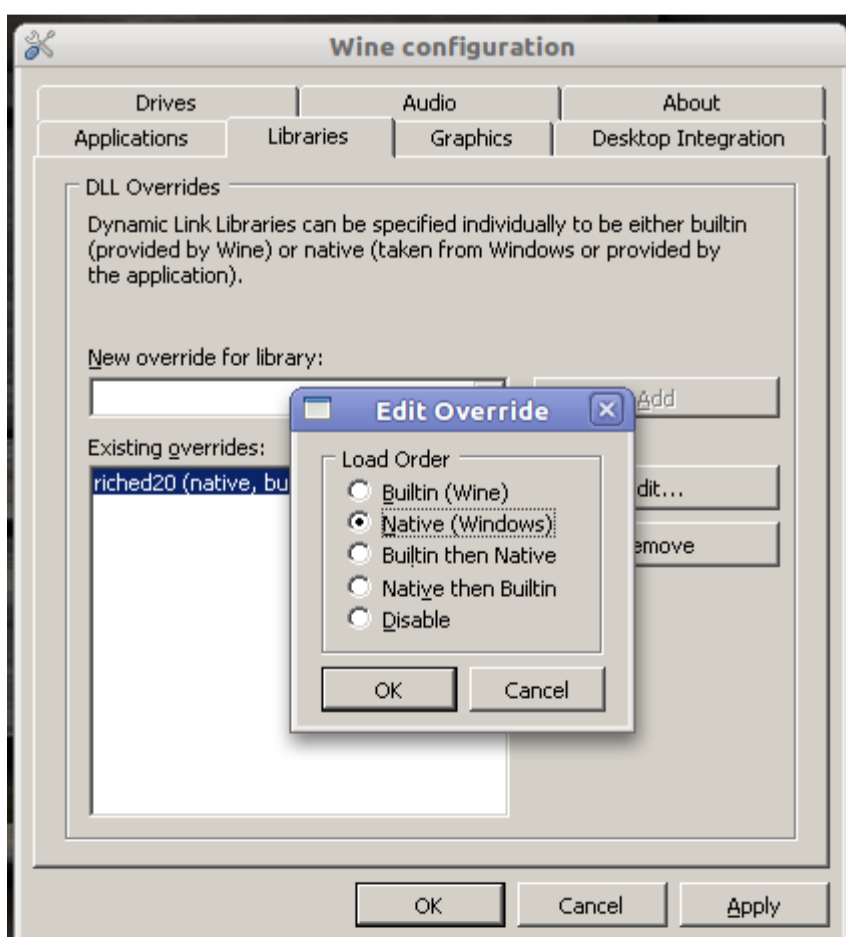 Wine configuration
Drives Audio About
Applications Libraries Graphics Desktop Integration
DLL Overrides
Dynamic Link Libraries can be specified individually to be either builtin
(provided by Wine) or native (taken from Windows or provided by
the application).
New override for library:
Add
Edit Override
Existing overrides:
riched20 (native, bu
Load Order
Builtin (Wine)
Native (Windows)
Builtin then Native
Native then Builtin
Disable
OK Cancel
dit...
emove
OK Cancel Apply